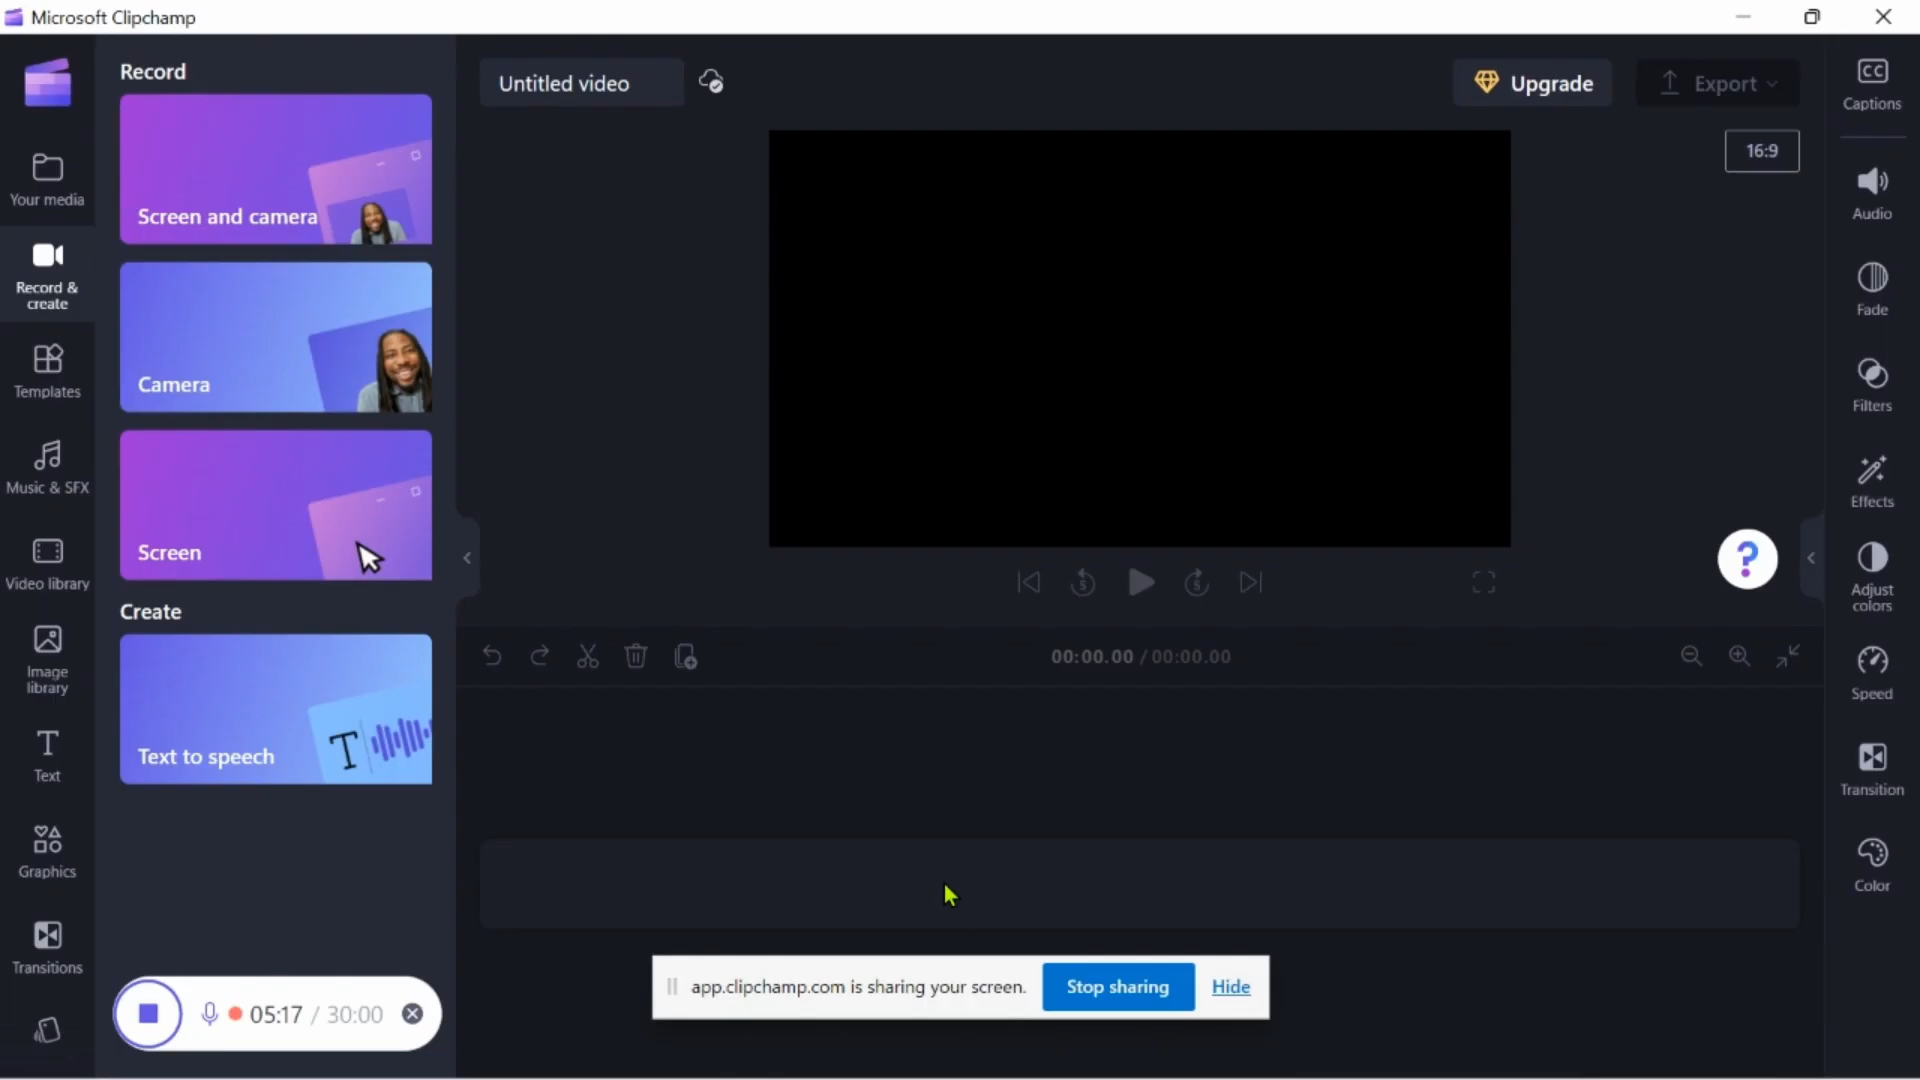 Microsoft Clipchamp
Record
Untitled video
Upgrade
Export
Captions
16:9
Your media
Screen and camera
Audio
Record &
create
Fade
Camera
Templates
Filters
Music & SFX
Effects
Screen
Video library
?
Adjust
colors
Create
5
5
Image
library
00:00.00 / 00:00.00
Speed
Text to speech
T
Text
Transition
Graphics
Color
Transitions
app.clipchamp.com is sharing your screen.
Stop sharing
Hide
05:17 / 30:00